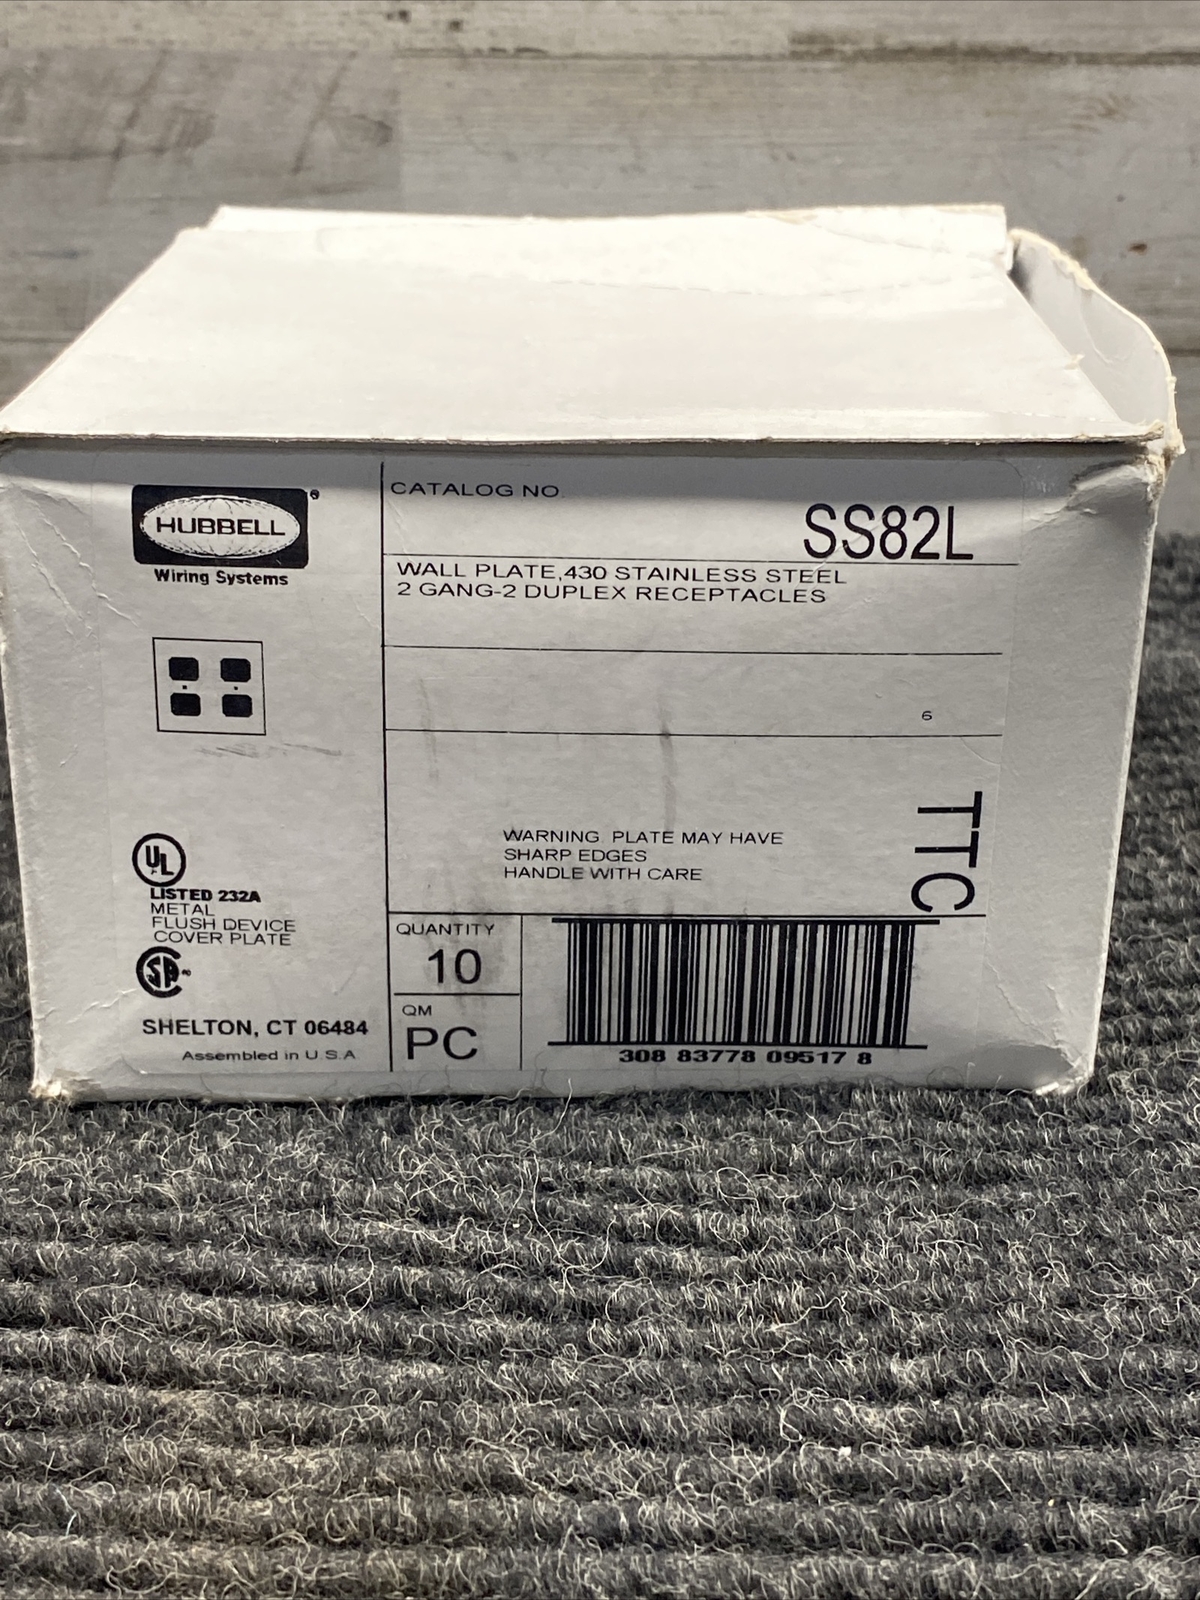 HUBBELL®
Wiring Systems
CATALOG NO.
SS82L
WALL PLATE,430 STAINLESS STEEL
2 GANG-2 DUPLEX RECEPTACLES
6
TTC
WARNING. PLATE MAY HAVE
SHARP EDGES
HANDLE WITH CARE
UL
LISTED 232A
METAL
FLUSH DEVICE
COVER PLATE
SA
SHELTON, CT 06484
Assembled in U.S.A
QUANTITY
10
QM
PC
308 83778 09517 8